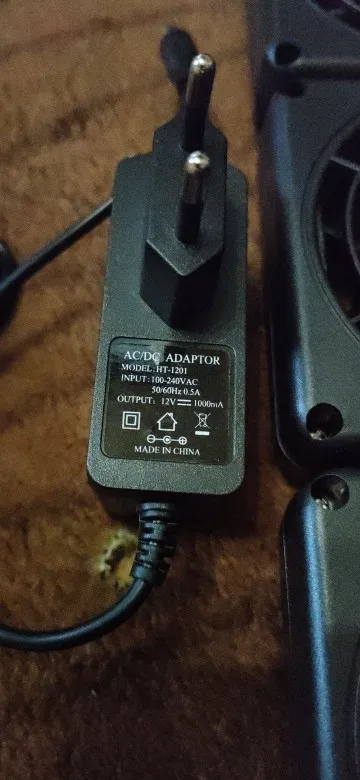 AC/DC ADAPTOR
MODEL: HT-1201
INPUT: 100-240VAC
50/60Hz 0.5A
OUTPUT: 12V 1000mA
MADE IN CHINA